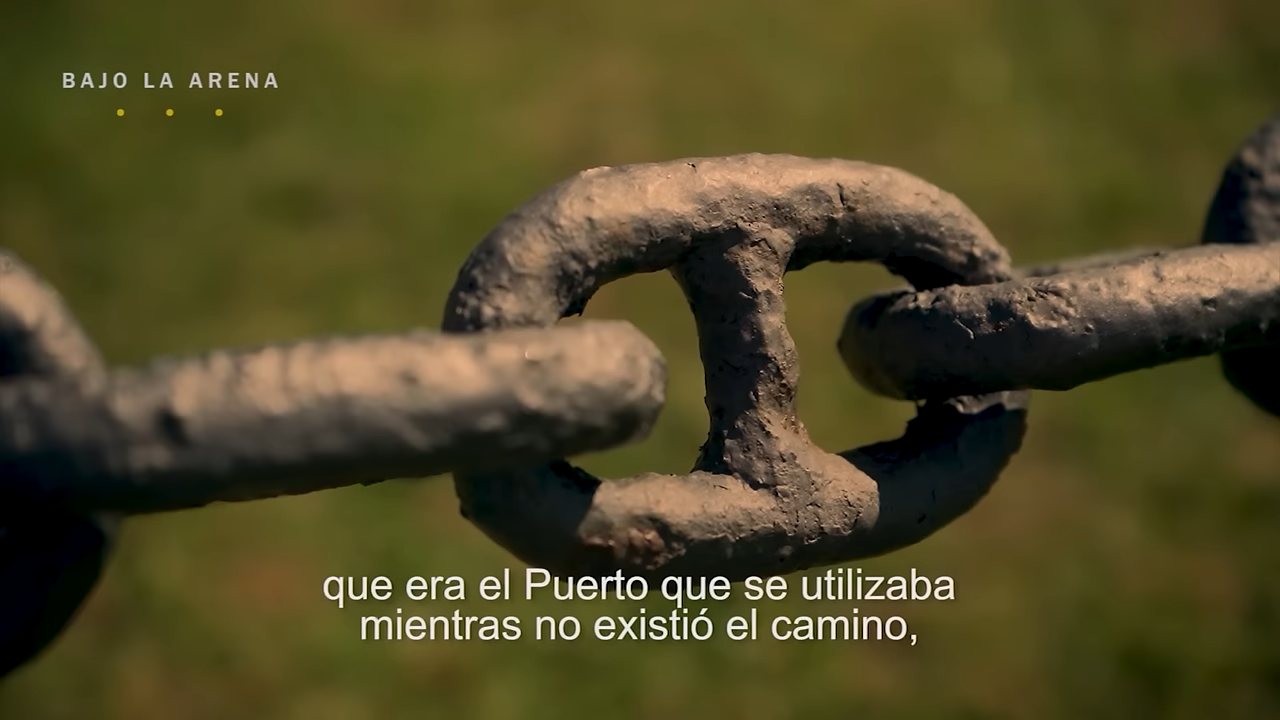 BAJO LA ARENA
que era el Puerto que se utilizaba
mientras no existió el camino,